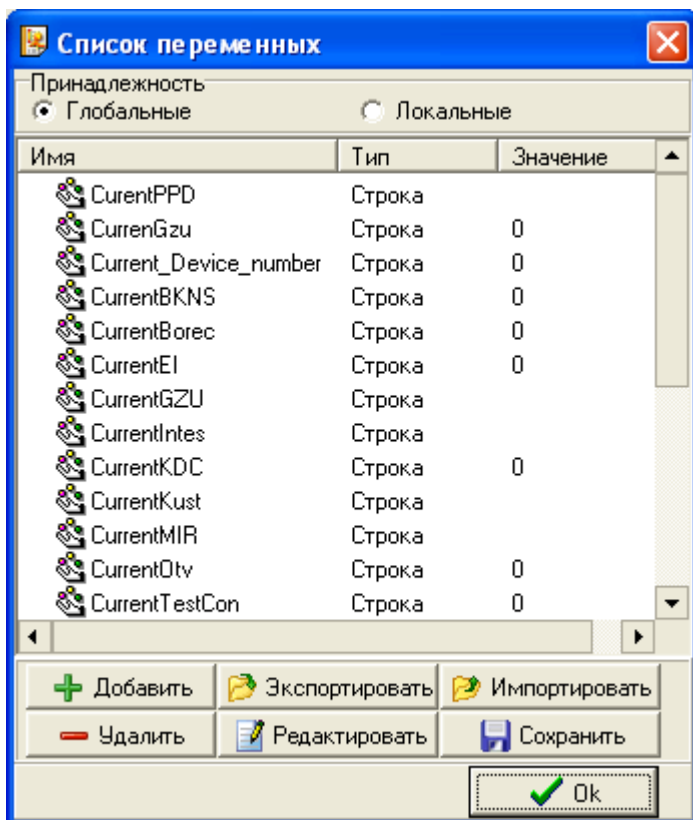 Список переменных
Принадлежность
Глобальные Локальные
Имя Тип Значение
CurentPPD Строка
CurrenGzu Строка 0
Current_Device_number Строка 0
CurrentBKNS Строка 0
CurrentBorec Строка 0
CurrentEl Строка 0
CurrentGZU Строка
CurrentIntes Строка
CurrentKDC Строка 0
CurrentKust Строка
CurrentMIR Строка
CurrentOtv Строка 0
CurrentTestCon Строка 0
Добавить Экспортировать Импортировать
Удалить Редактировать Сохранить
Ok